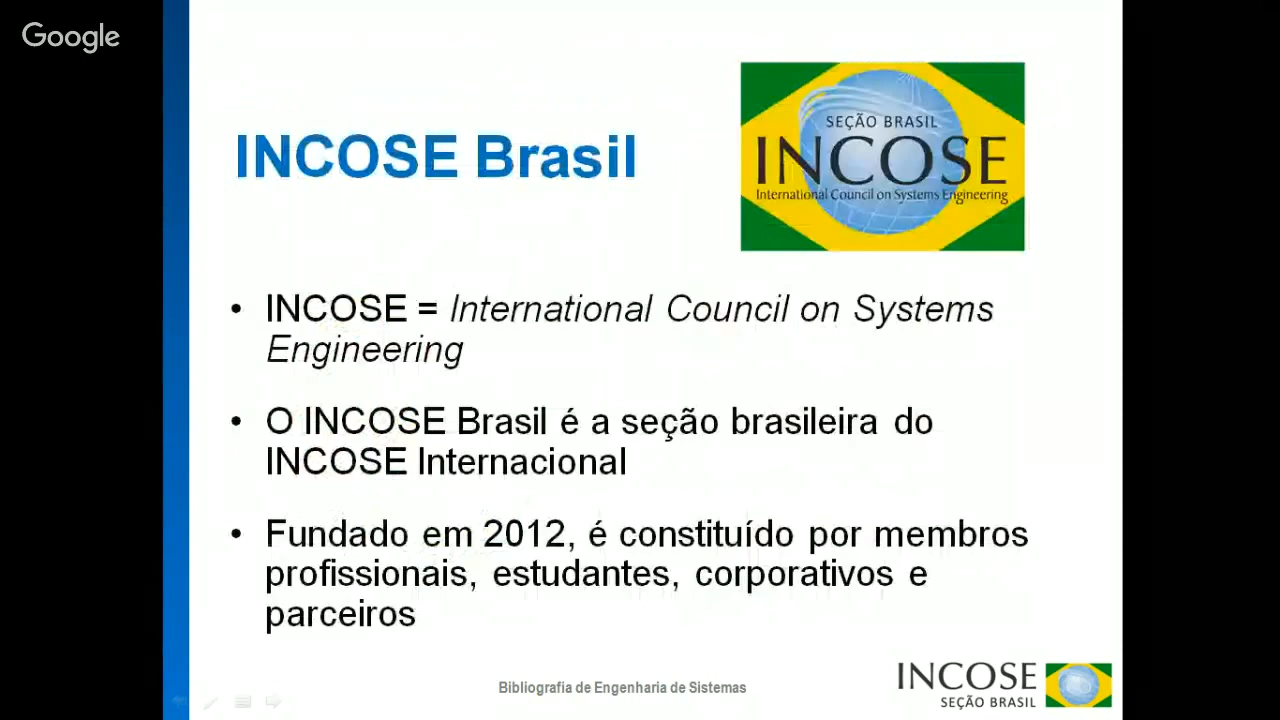 Google
SEÇÃO BRASIL
INCOSE
International Council on Systems Engineering
INCOSE Brasil
• INCOSE = International Council on Systems
Engineering
• O INCOSE Brasil é a seção brasileira do
INCOSE Internacional
• Fundado em 2012, é constituído por membros
profissionais, estudantes, corporativos e
parceiros
Bibliografia de Engenharia de Sistemas
INCOSE
SEÇÃO BRASIL